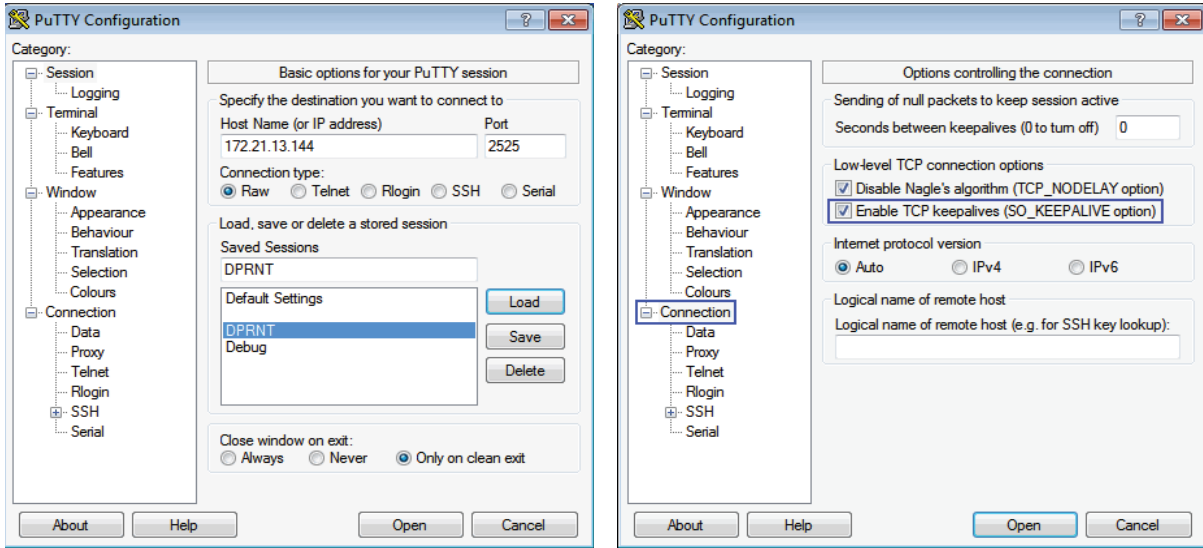 PuTTY Configuration
Category:
Session
Logging
Terminal
Keyboard
Bell
Features
Window
Appearance
Behaviour
Translation
Selection
Colours
Connection
Data
Proxy
Telnet
Rlogin
SSH
Serial
Basic options for your PuTTY session
Specify the destination you want to connect to
Host Name (or IP address) Port
172.21.13.144 2525
Connection type:
Raw Telnet Rlogin SSH Serial
Load, save or delete a stored session
Saved Sessions
DPRNT
Default Settings
DPRNT
Debug
Load
Save
Delete
Close window on exit:
Always Never Only on clean exit
About Help Open Cancel
PuTTY Configuration
Category:
Session
Logging
Terminal
Keyboard
Bell
Features
Window
Appearance
Behaviour
Translation
Selection
Colours
Connection
Data
Proxy
Telnet
Rlogin
SSH
Serial
Options controlling the connection
Sending of null packets to keep session active
Seconds between keepalives (0 to turn off) 0
Low-level TCP connection options
Disable Nagle's algorithm (TCP_NODELAY option)
Enable TCP keepalives (SO_KEEPALIVE option)
Internet protocol version
Auto IPv4 IPv6
Logical name of remote host
Logical name of remote host (e.g. for SSH key lookup):
About Help Open Cancel